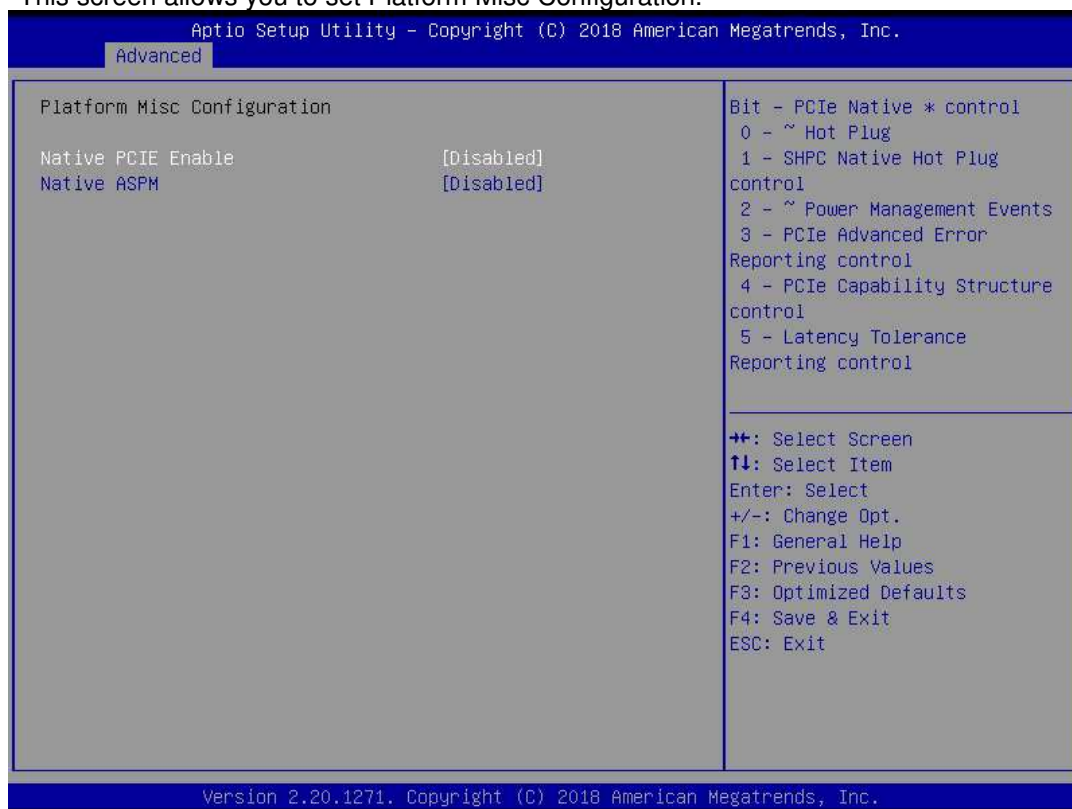 This screen allows you to set Platform Misc Configuration.
Aptio Setup Utility – Copyright (C) 2018 American Megatrends, Inc.
Advanced
Platform Misc Configuration
Native PCIE Enable [Disabled]
Native ASPM [Disabled]
Bit - PCIe Native * control
0 - ~ Hot Plug
1 - SHPC Native Hot Plug
control
2 - ~ Power Management Events
3 - PCIe Advanced Error
Reporting control
4 - PCIe Capability Structure
control
5 - Latency Tolerance
Reporting control
→←: Select Screen
↑↓: Select Item
Enter: Select
+/-: Change Opt.
F1: General Help
F2: Previous Values
F3: Optimized Defaults
F4: Save & Exit
ESC: Exit
Version 2.20.1271. Copyright (C) 2018 American Megatrends, Inc.